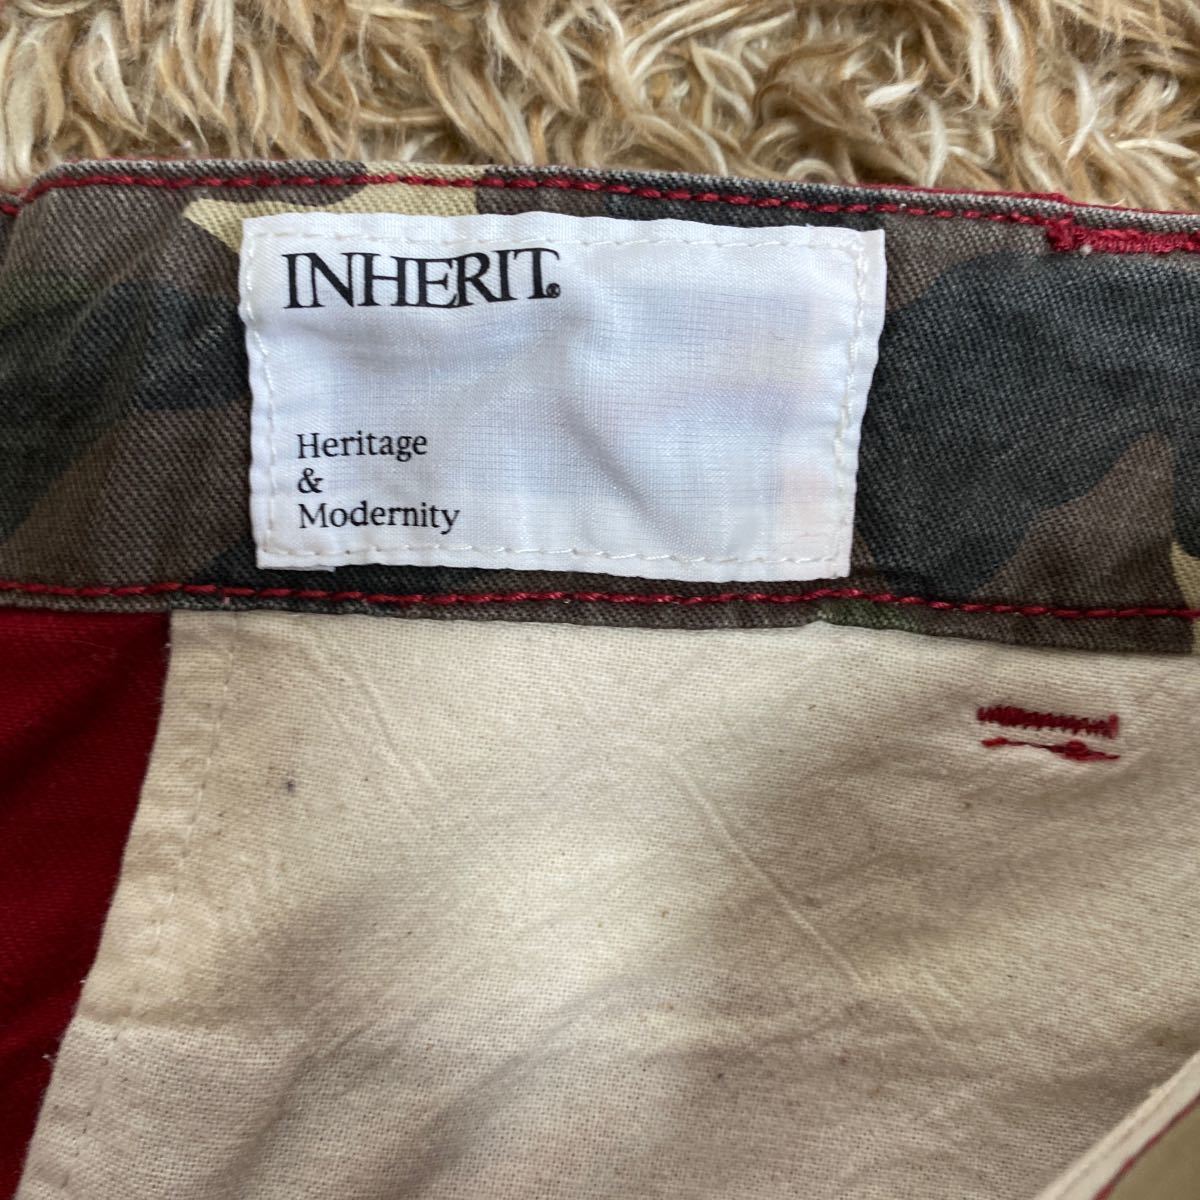 INHERIT®
Heritage
&
Modernity